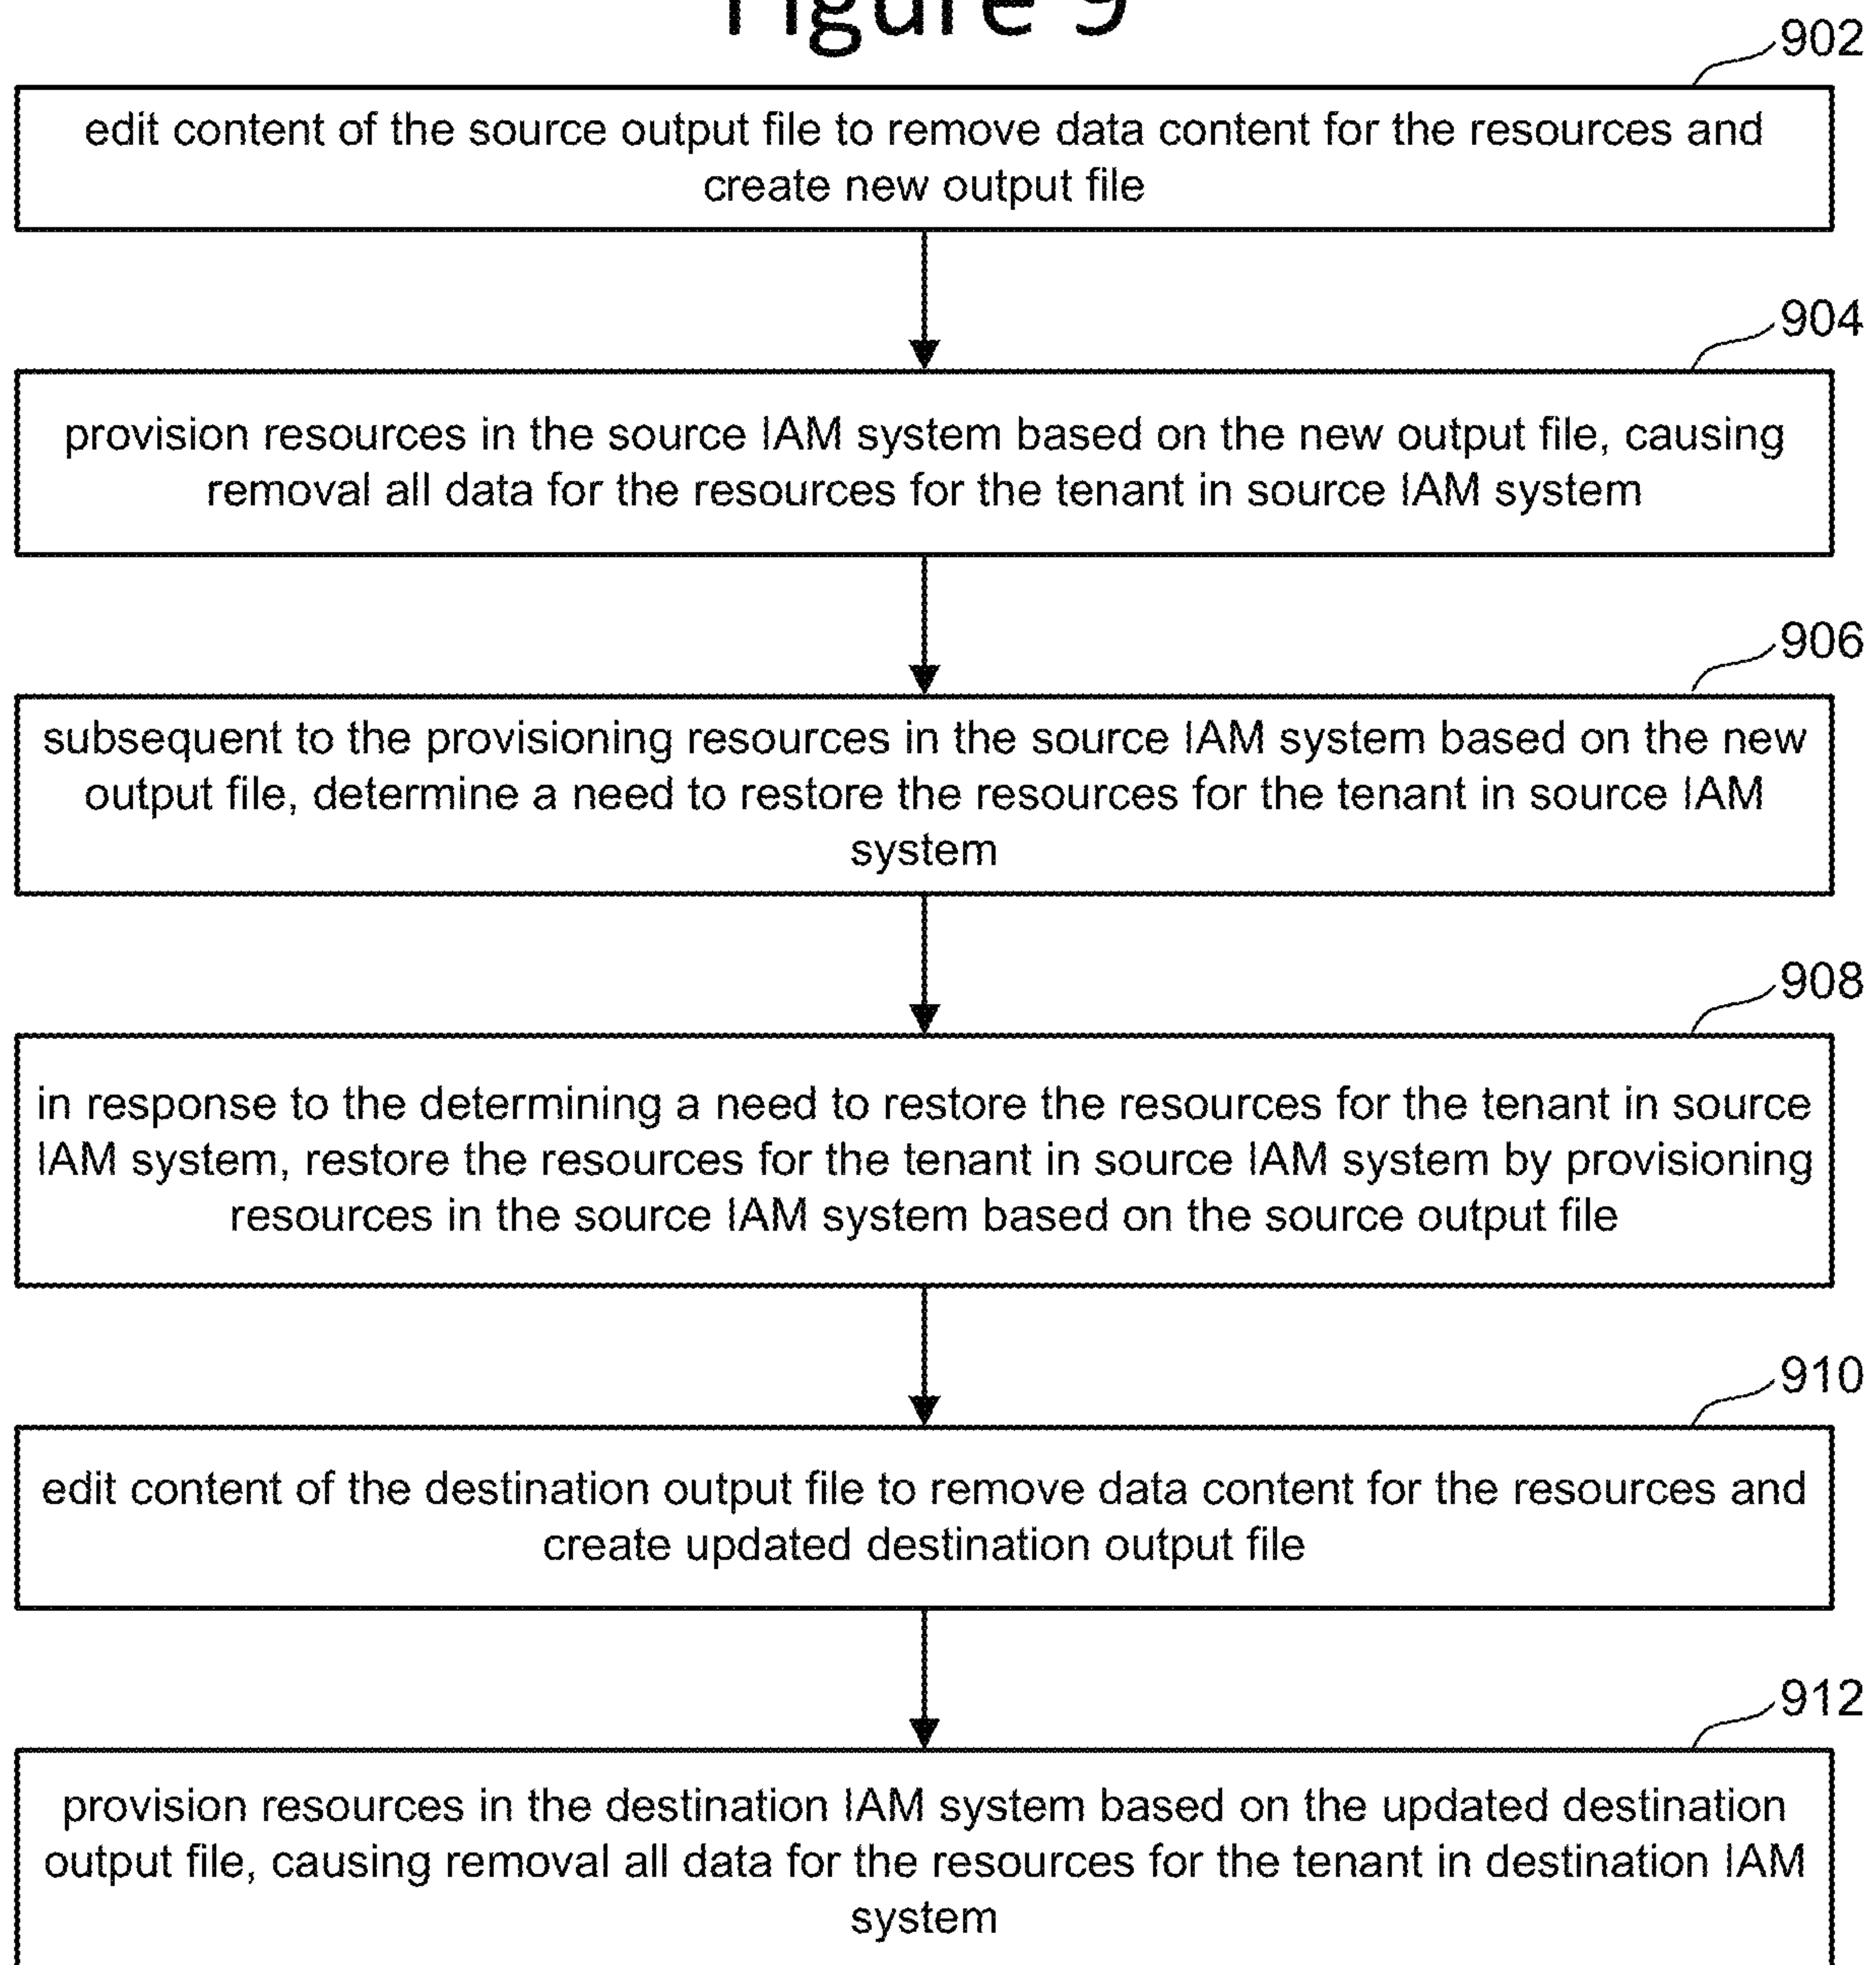 Figure 9
902
edit content of the source output file to remove data content for the resources and
create new output file
904
provision resources in the source IAM system based on the new output file, causing
removal all data for the resources for the tenant in source IAM system
906
subsequent to the provisioning resources in the source IAM system based on the new
output file, determine a need to restore the resources for the tenant in source IAM
system
908
in response to the determining a need to restore the resources for the tenant in source
IAM system, restore the resources for the tenant in source IAM system by provisioning
resources in the source IAM system based on the source output file
910
edit content of the destination output file to remove data content for the resources and
create updated destination output file
912
provision resources in the destination IAM system based on the updated destination
output file, causing removal all data for the resources for the tenant in destination IAM
system